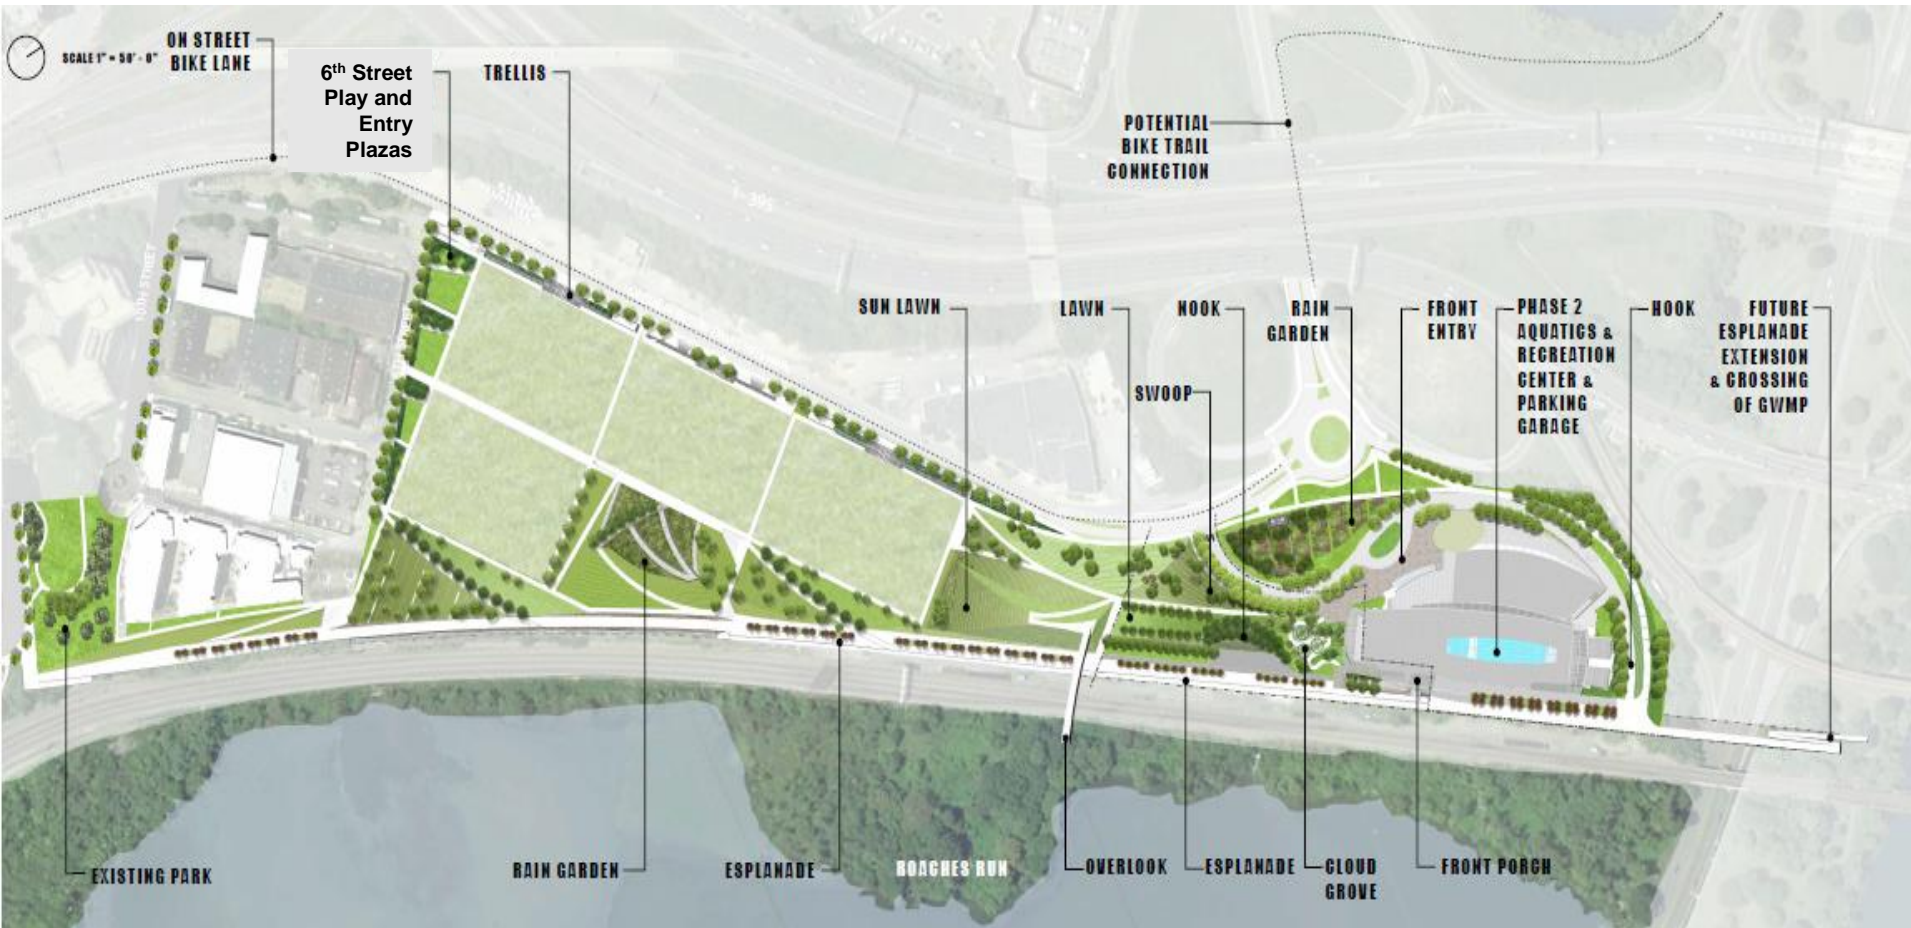 ON STREET
BIKE LANE
SCALE 1" = 50' - 0"
6th Street
Play and
Entry
Plazas
TRELLIS
POTENTIAL
BIKE TRAIL
CONNECTION
395
SUN LAWN
LAWN
NOOK
RAIN
GARDEN
FRONT
ENTRY
PHASE 2
AQUATICS &
RECREATION
CENTER &
PARKING
GARAGE
HOOK
FUTURE
ESPLANADE
EXTENSION
& CROSSING
OF GWMP
SWOOP
EXISTING PARK
RAIN GARDEN
ESPLANADE
ROACHES RUN
OVERLOOK
ESPLANADE
CLOUD
GROVE
FRONT PORCH